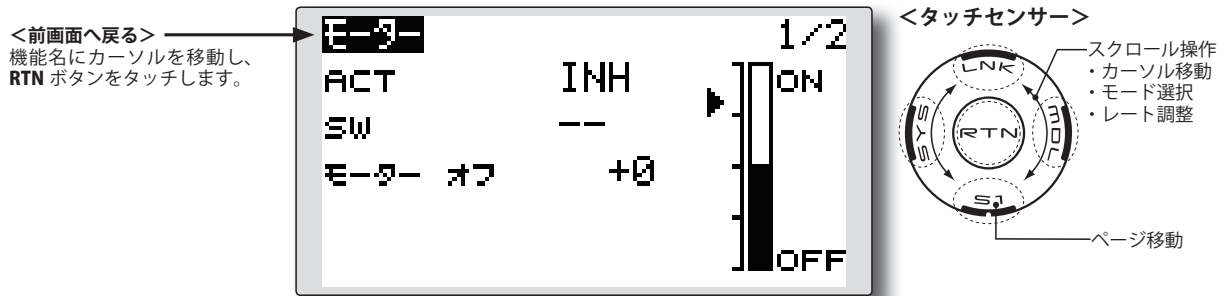 ＜前画面へ戻る＞
機能名にカーソルを移動し、
RTN ボタンをタッチします。
モーター 1/2
ACT INH ON
SW --
モーター オフ +0
OFF
＜タッチセンサー＞
LNK
SYS
RTN
MDL
S1
スクロール操作
・カーソル移動
・モード選択
・レート調整
ページ移動